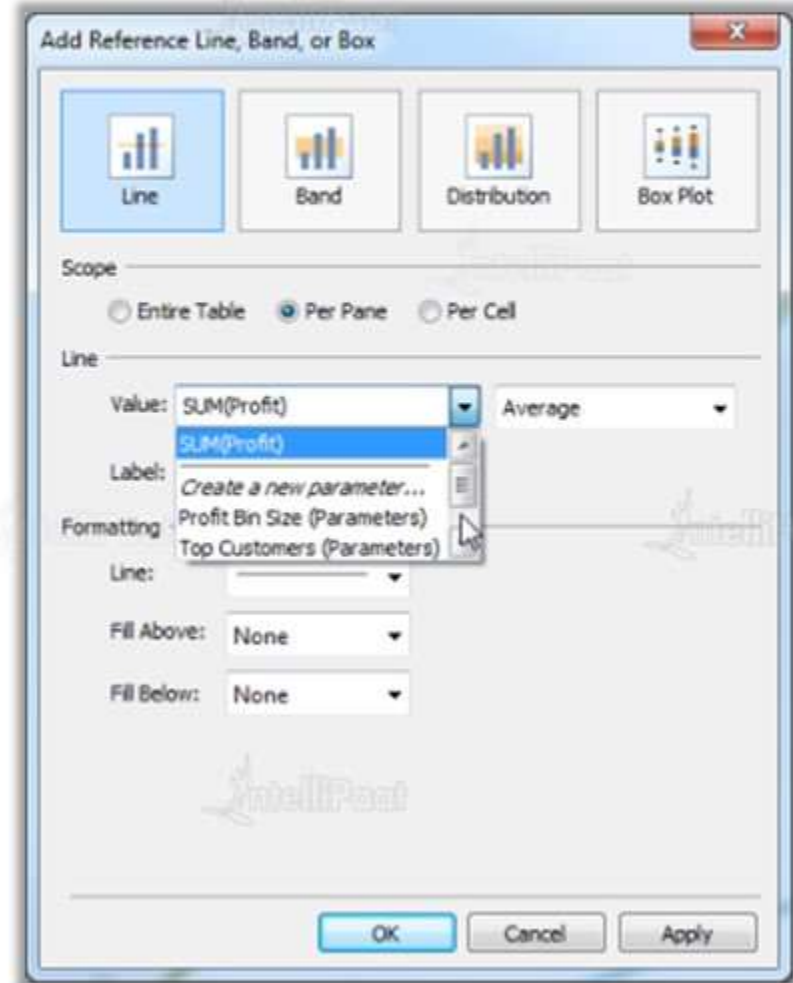 Add Reference Line, Band, or Box
Line Band Distribution Box Plot
Scope
Entire Table Per Pane Per Cell
Line
Value: SUM(Profit) Average
SUM(Profit)
Label:
Create a new parameter...
Profit Bin Size (Parameters)
Formatting
Top Customers (Parameters)
Line:
Fill Above: None
Fill Below: None
IntelliPaat
OK Cancel Apply